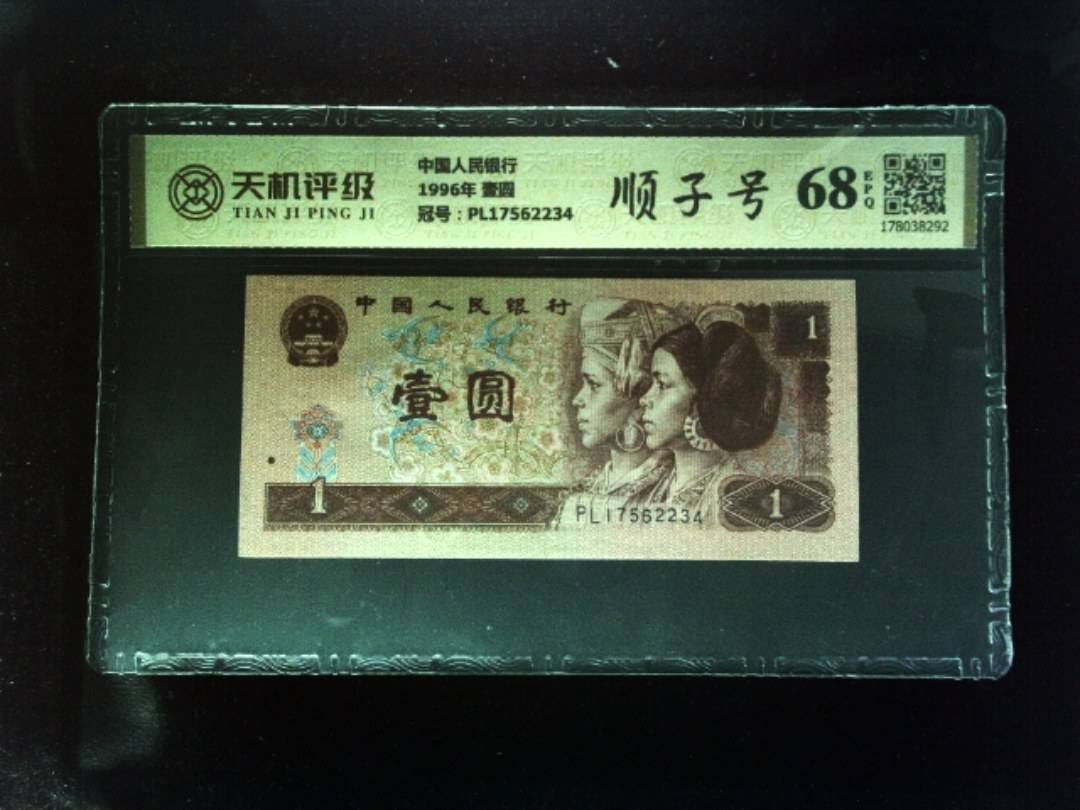 天机评级
TIAN JI PING JI
中国人民银行
1996年 壹圆
冠号：PL17562234
顺子号
68
EPQ
178038292
中国人民银行
1
壹圆
1
PL17562234
1